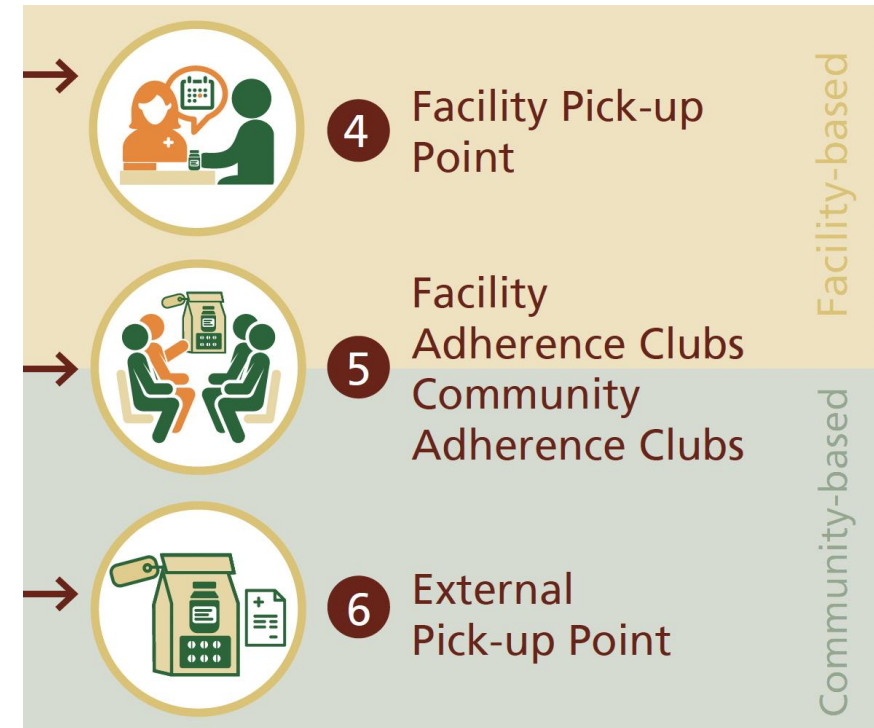 4
Facility Pick-up
Point
Facility-based
5
Facility
Adherence Clubs
Community
Adherence Clubs
Community-based
6
External
Pick-up Point